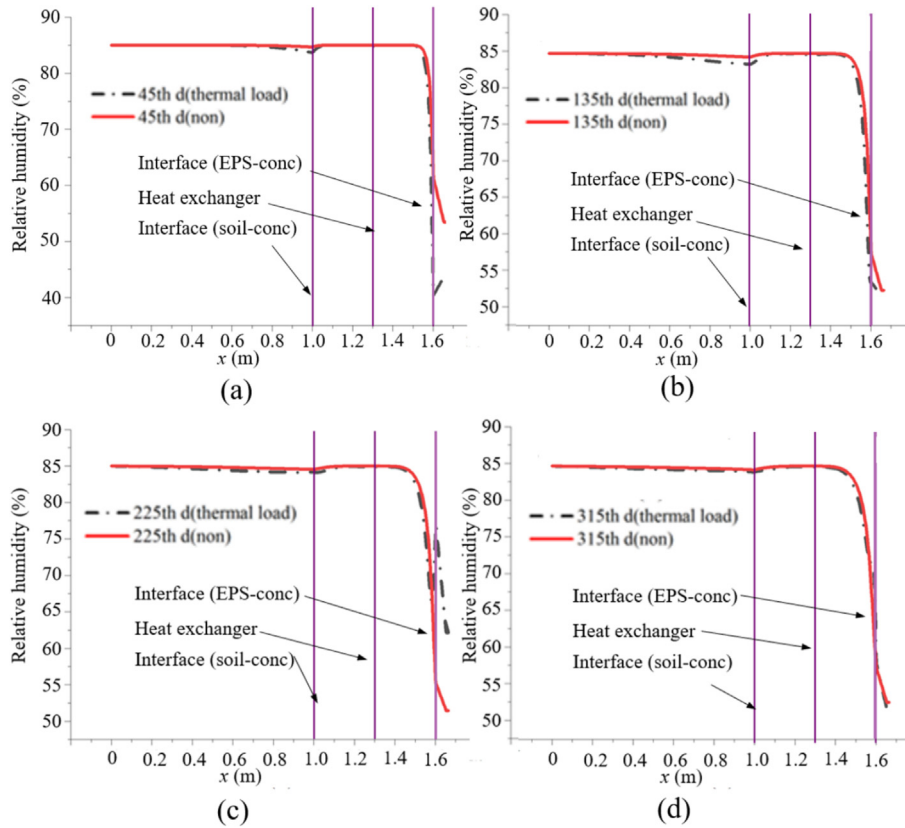 90
85
80
75
70
65
60
55
50
45
40
Relative humidity (%)
45th d(thermal load)
45th d(non)
Interface (EPS-conc)
Heat exchanger
Interface (soil-conc)
0 0.2 0.4 0.6 0.8 1.0 1.2 1.4 1.6
x (m)
(a)
90
85
80
75
70
65
60
55
50
Relative humidity (%)
135th d(thermal load)
135th d(non)
Interface (EPS-conc)
Heat exchanger
Interface (soil-conc)
0 0.2 0.4 0.6 0.8 1.0 1.2 1.4 1.6
x (m)
(b)
90
85
80
75
70
65
60
55
50
Relative humidity (%)
225th d(thermal load)
225th d(non)
Interface (EPS-conc)
Heat exchanger
Interface (soil-conc)
0 0.2 0.4 0.6 0.8 1.0 1.2 1.4 1.6
x (m)
(c)
90
85
80
75
70
65
60
55
50
Relative humidity (%)
315th d(thermal load)
315th d(non)
Interface (EPS-conc)
Heat exchanger
Interface (soil-conc)
0 0.2 0.4 0.6 0.8 1.0 1.2 1.4 1.6
x (m)
(d)